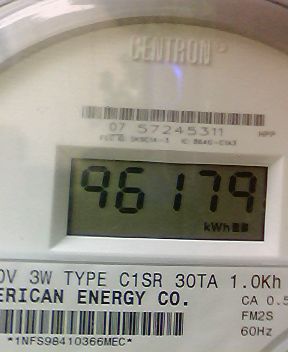 CENTRON®
07 57245311 HPP
96179
kWh
0V 3W TYPE C1SR 30TA 1.0Kh
ERICAN ENERGY CO.
CA 0.5
FM2S
*1NFS98410366MEC* 60Hz